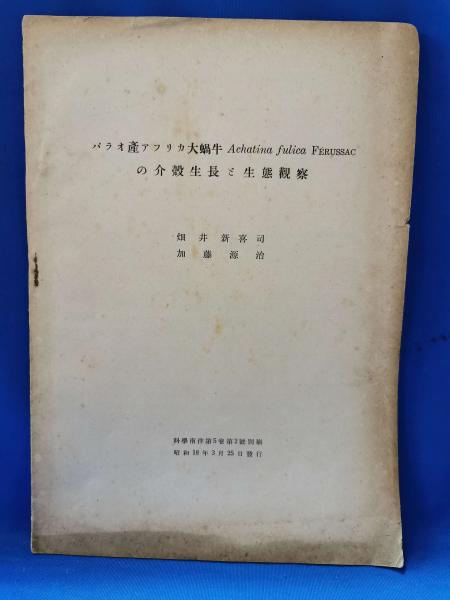 パラオ產アフリカ大蝸牛 Achatina fulica FÉRUSSAC
の介殼生長と生態觀察
畑井新喜司
加藤源治
科學南洋第5卷第2號別刷
昭和18年3月25日發行